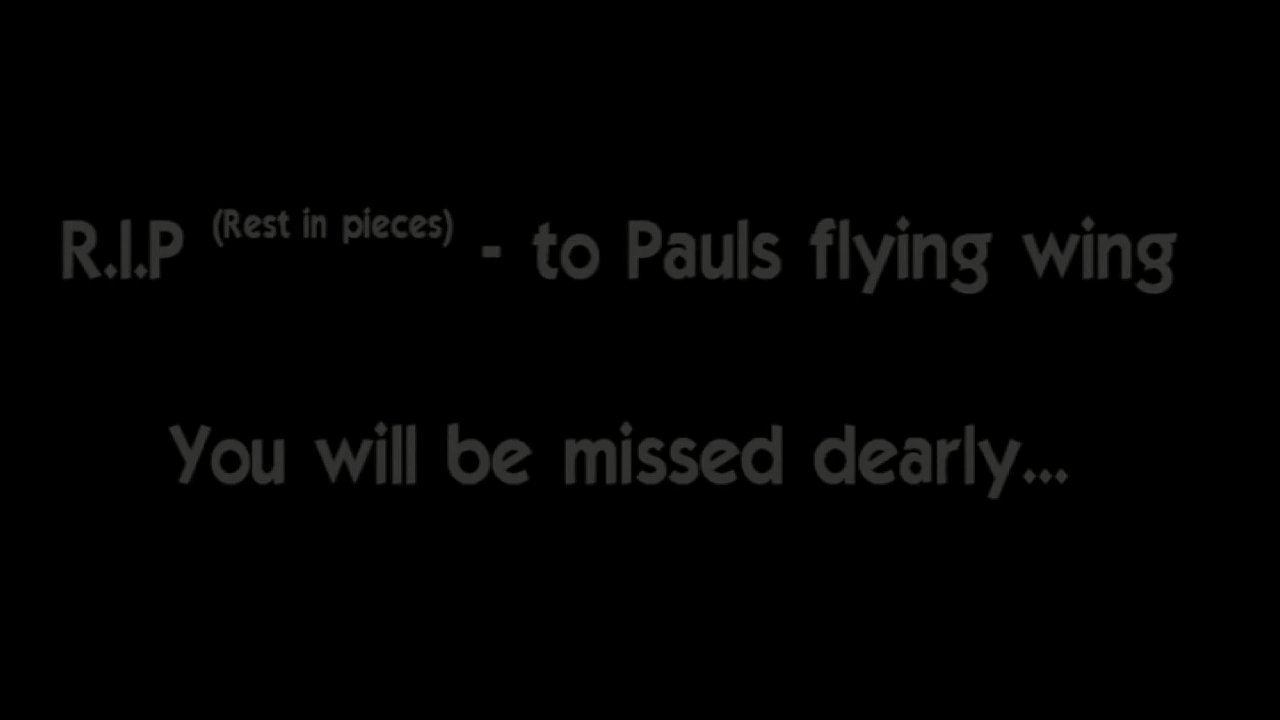 R.I.P (Rest in pieces) - to Pauls flying wing
You will be missed dearly...